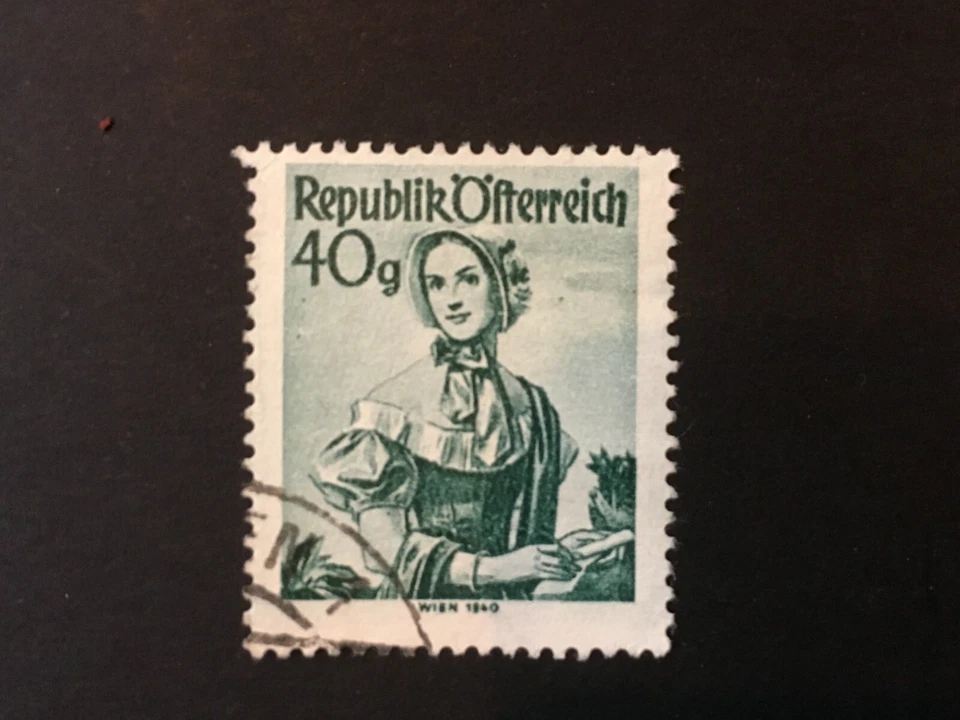 Republik Öſterreich
40g
WIEN 1840